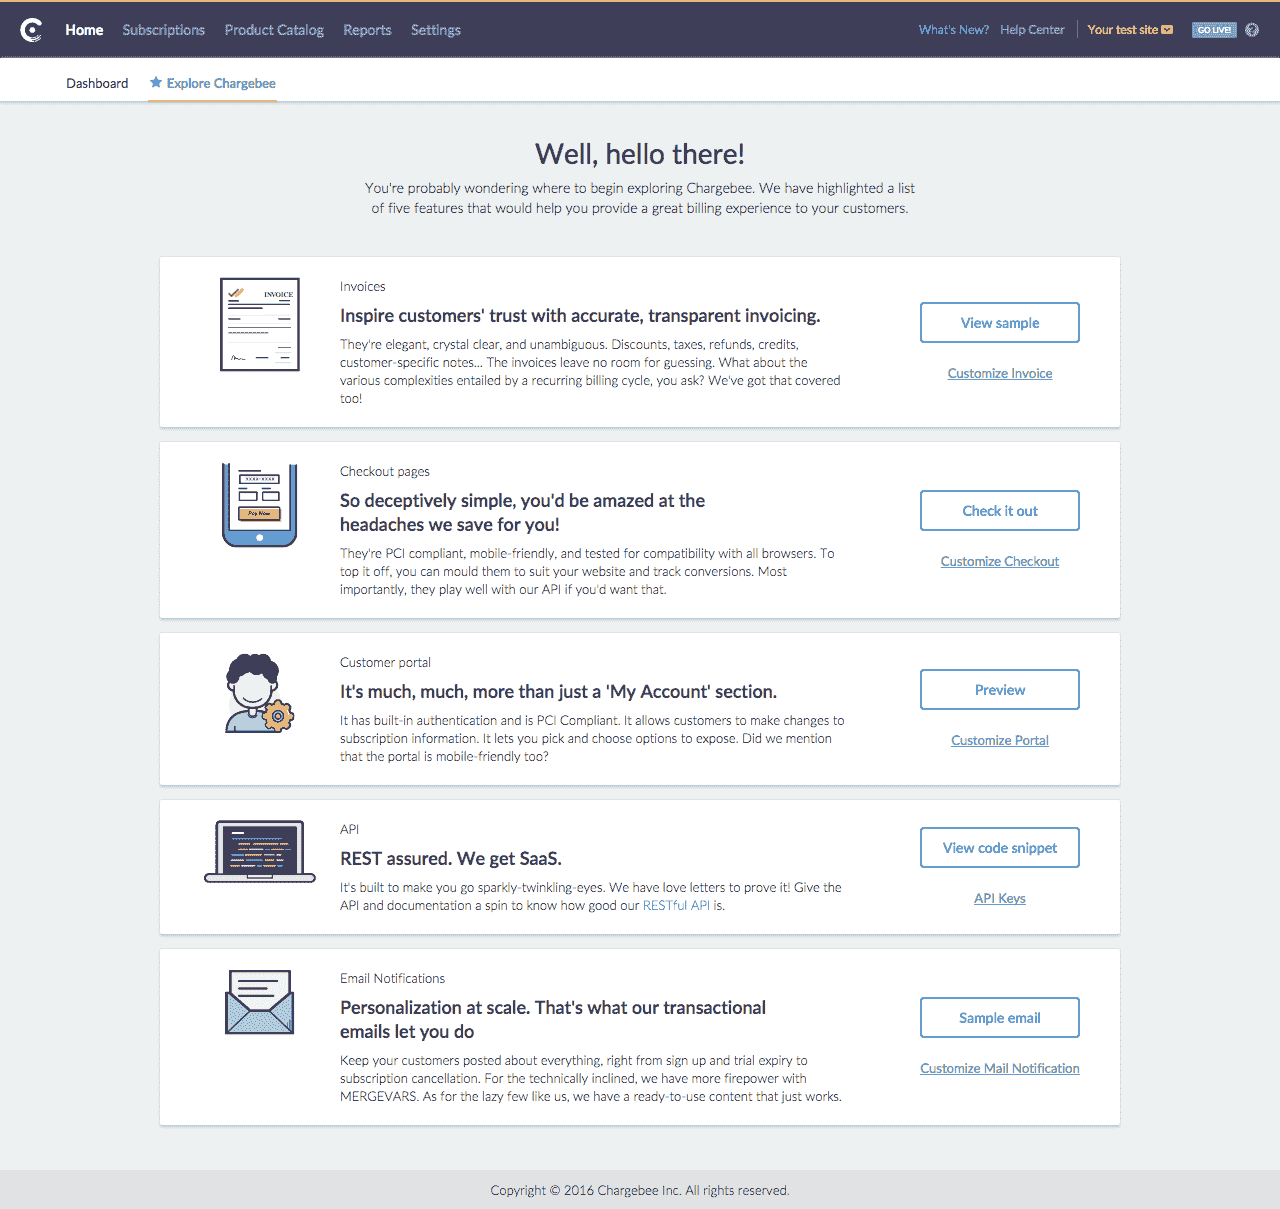 Home Subscriptions Product Catalog Reports Settings What's New? Help Center Your test site GO LIVE!
Dashboard Explore Chargebee
Well, hello there!
You're probably wondering where to begin exploring Chargebee. We have highlighted a list
of five features that would help you provide a great billing experience to your customers.
INVOICE
Invoices
Inspire customers' trust with accurate, transparent invoicing.
They're elegant, crystal clear, and unambiguous. Discounts, taxes, refunds, credits,
customer-specific notes... The invoices leave no room for guessing. What about the
various complexities entailed by a recurring billing cycle, you ask? We've got that covered
too!
View sample
Customize Invoice
XXXX-XXXX
Pay Now
Checkout pages
So deceptively simple, you'd be amazed at the
headaches we save for you!
They're PCI compliant, mobile-friendly, and tested for compatibility with all browsers. To
top it off, you can mould them to suit your website and track conversions. Most
importantly, they play well with our API if you'd want that.
Check it out
Customize Checkout
Customer portal
It's much, much, more than just a 'My Account' section.
It has built-in authentication and is PCI Compliant. It allows customers to make changes to
subscription information. It lets you pick and choose options to expose. Did we mention
that the portal is mobile-friendly too?
Preview
Customize Portal
API
REST assured. We get SaaS.
It's built to make you go sparkly-twinkling-eyes. We have love letters to prove it! Give the
API and documentation a spin to know how good our RESTful API is.
View code snippet
API Keys
Email Notifications
Personalization at scale. That's what our transactional
emails let you do
Keep your customers posted about everything, right from sign up and trial expiry to
subscription cancellation. For the technically inclined, we have more firepower with
MERGEVARS. As for the lazy few like us, we have a ready-to-use content that just works.
Sample email
Customize Mail Notification
Copyright © 2016 Chargebee Inc. All rights reserved.